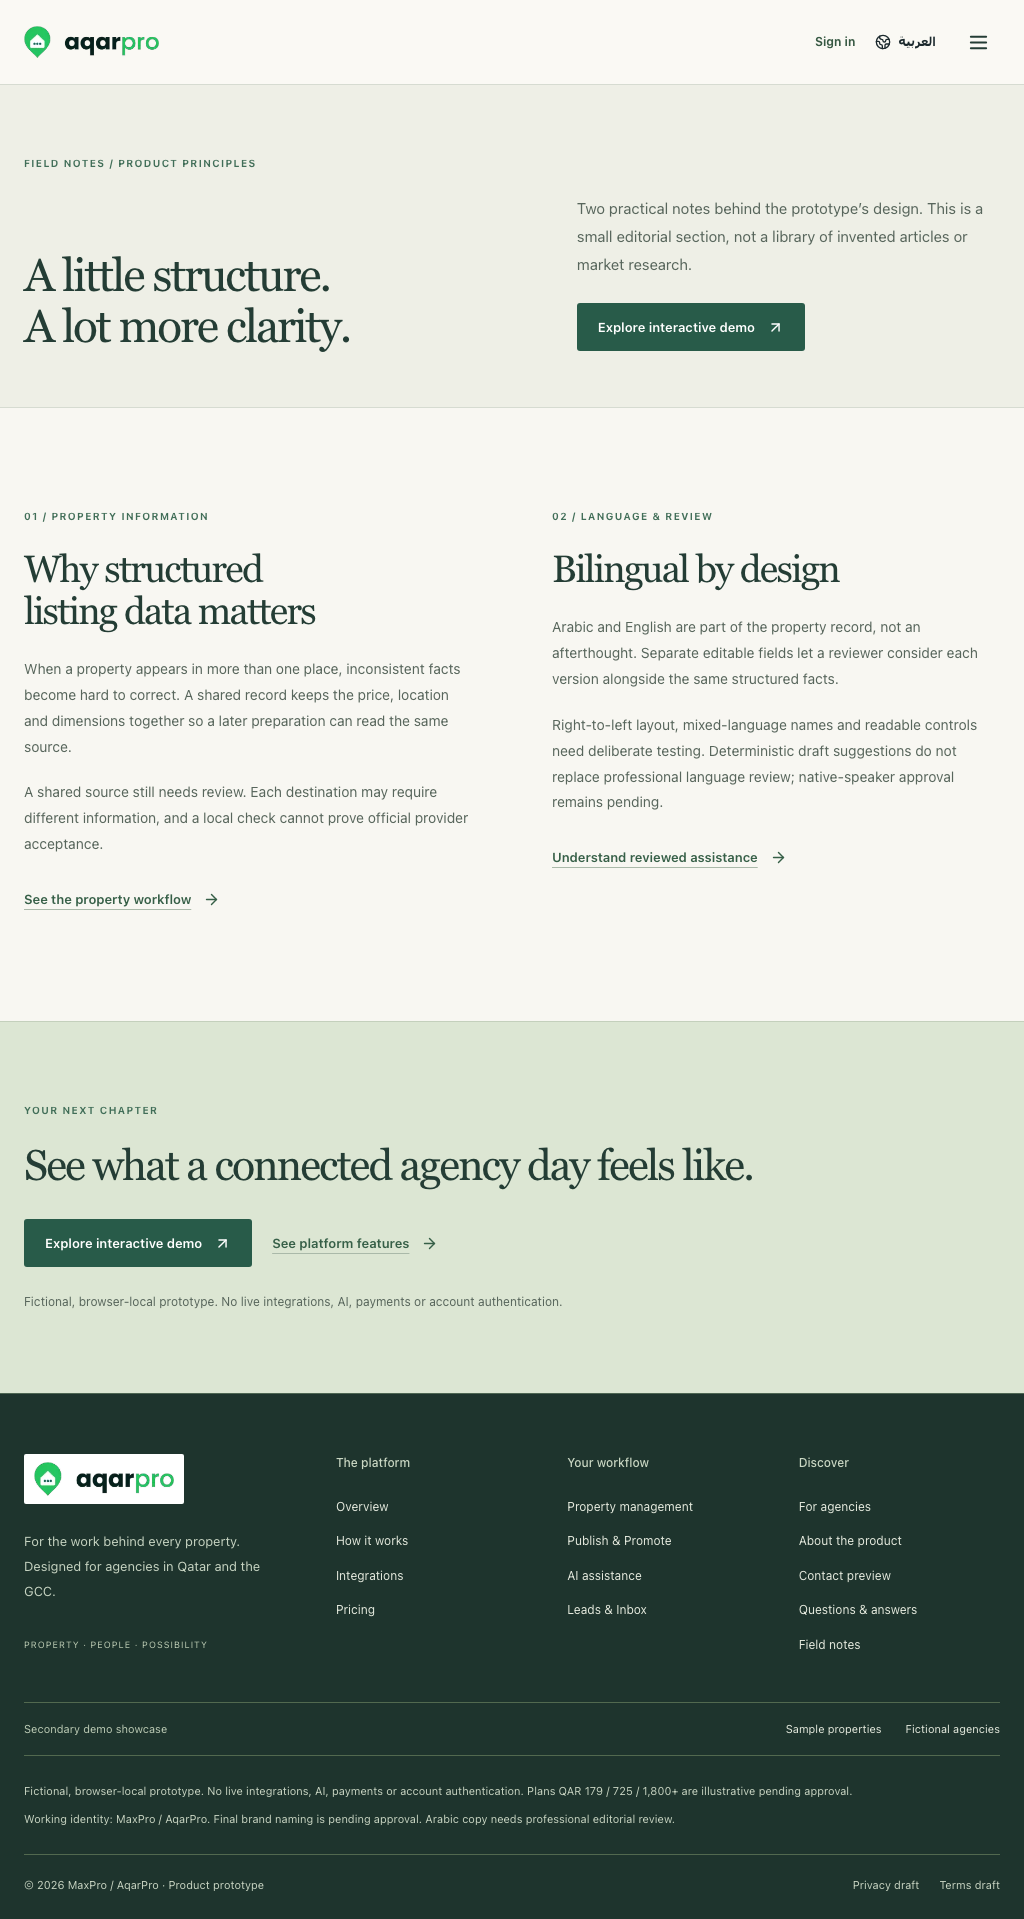 aqarpro
Sign in
العربية
FIELD NOTES / PRODUCT PRINCIPLES
A little structure.
A lot more clarity.
Two practical notes behind the prototype’s design. This is a
small editorial section, not a library of invented articles or
market research.
Explore interactive demo
01 / PROPERTY INFORMATION
Why structured
listing data matters
When a property appears in more than one place, inconsistent facts
become hard to correct. A shared record keeps the price, location
and dimensions together so a later preparation can read the same
source.
A shared source still needs review. Each destination may require
different information, and a local check cannot prove official provider
acceptance.
See the property workflow
02 / LANGUAGE & REVIEW
Bilingual by design
Arabic and English are part of the property record, not an
afterthought. Separate editable fields let a reviewer consider each
version alongside the same structured facts.
Right-to-left layout, mixed-language names and readable controls
need deliberate testing. Deterministic draft suggestions do not
replace professional language review; native-speaker approval
remains pending.
Understand reviewed assistance
YOUR NEXT CHAPTER
See what a connected agency day feels like.
Explore interactive demo
See platform features
Fictional, browser-local prototype. No live integrations, AI, payments or account authentication.
aqarpro
For the work behind every property.
Designed for agencies in Qatar and the
GCC.
PROPERTY · PEOPLE · POSSIBILITY
The platform
Overview
How it works
Integrations
Pricing
Your workflow
Property management
Publish & Promote
AI assistance
Leads & Inbox
Discover
For agencies
About the product
Contact preview
Questions & answers
Field notes
Secondary demo showcase
Sample properties
Fictional agencies
Fictional, browser-local prototype. No live integrations, AI, payments or account authentication. Plans QAR 179 / 725 / 1,800+ are illustrative pending approval.
Working identity: MaxPro / AqarPro. Final brand naming is pending approval. Arabic copy needs professional editorial review.
© 2026 MaxPro / AqarPro · Product prototype
Privacy draft
Terms draft